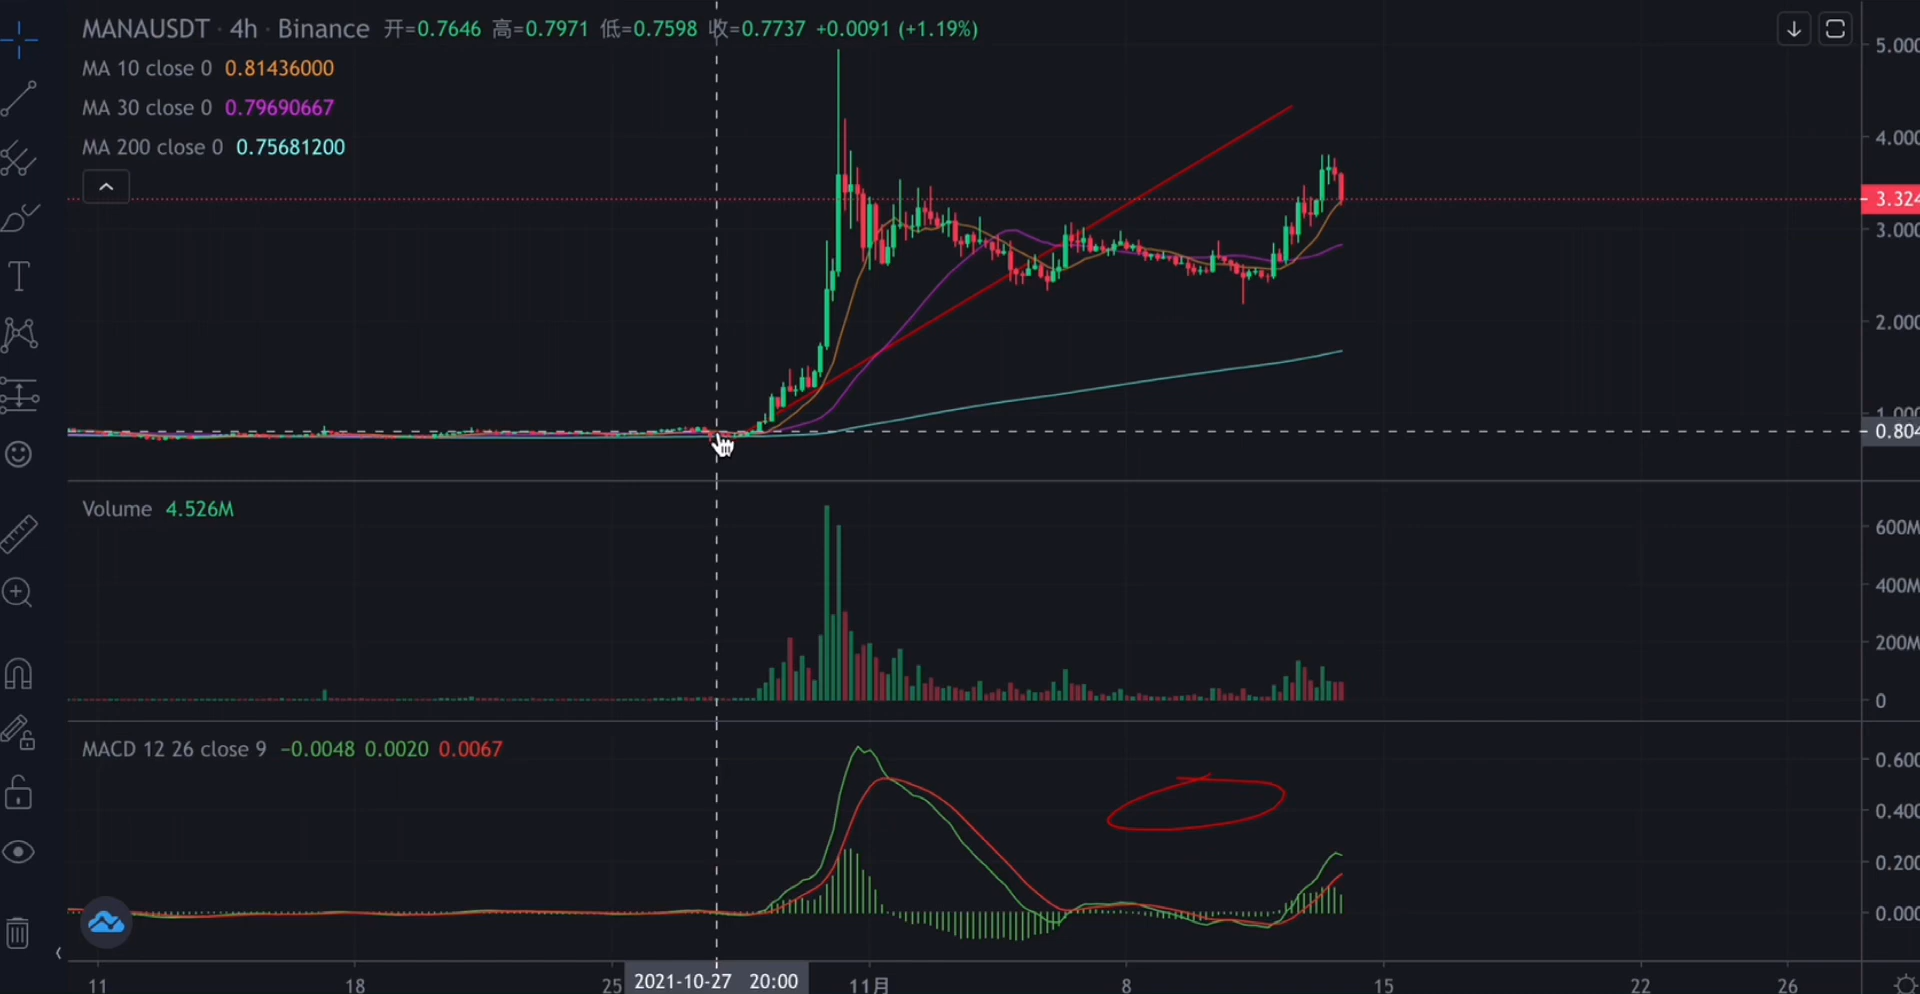 MANAUSDT · 4h · Binance 开=0.7646 高=0.7971 低=0.7598 收=0.7737 +0.0091 (+1.19%)
MA 10 close 0 0.81436000
MA 30 close 0 0.79690667
MA 200 close 0 0.75681200
5.000
4.000
3.324
3.000
2.000
1.000
0.804
Volume 4.526M
600M
400M
200M
0
MACD 12 26 close 9 −0.0048 0.0020 0.0067
0.600
0.400
0.200
0.000
11 18 25 2021-10-27 20:00 11月 8 15 22 26